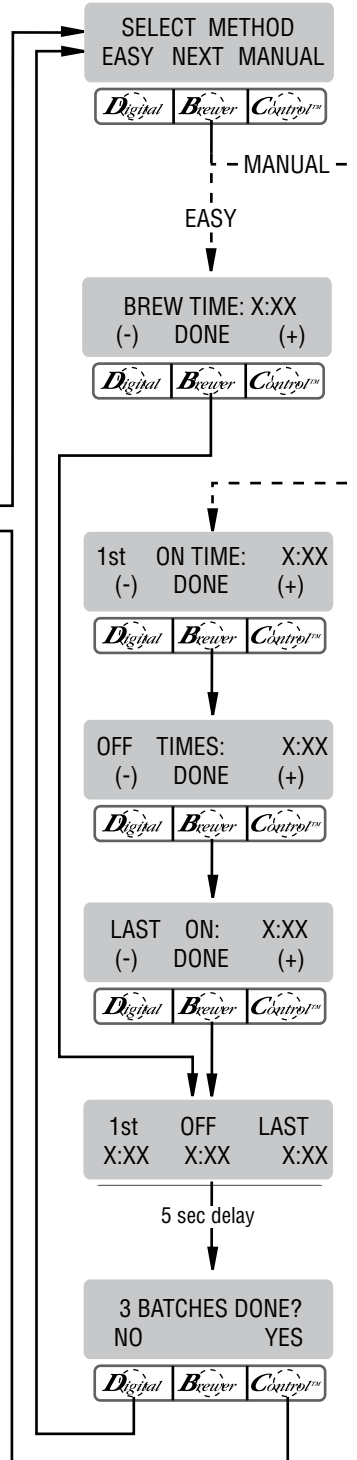 SELECT METHOD
EASY NEXT MANUAL
Digital Brewer Control™
MANUAL
EASY
BREW TIME: X:XX
(-) DONE (+)
Digital Brewer Control™
1st ON TIME: X:XX
(-) DONE (+)
Digital Brewer Control™
OFF TIMES: X:XX
(-) DONE (+)
Digital Brewer Control™
LAST ON: X:XX
(-) DONE (+)
Digital Brewer Control™
1st OFF LAST
X:XX X:XX X:XX
5 sec delay
3 BATCHES DONE?
NO YES
Digital Brewer Control™